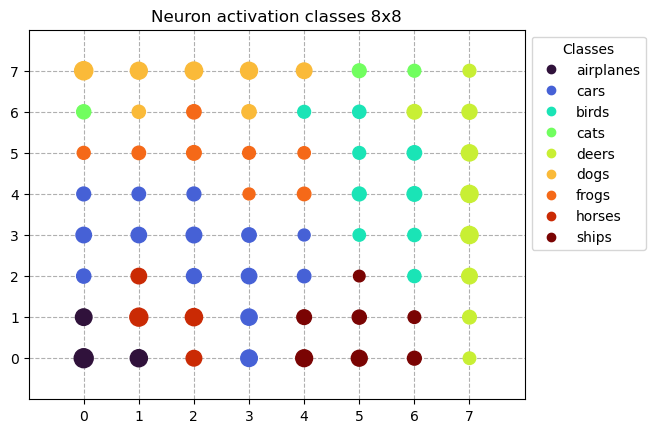 Neuron activation classes 8x8
7
6
5
4
3
2
1
0
0 1 2 3 4 5 6 7
Classes
airplanes
cars
birds
cats
deers
dogs
frogs
horses
ships